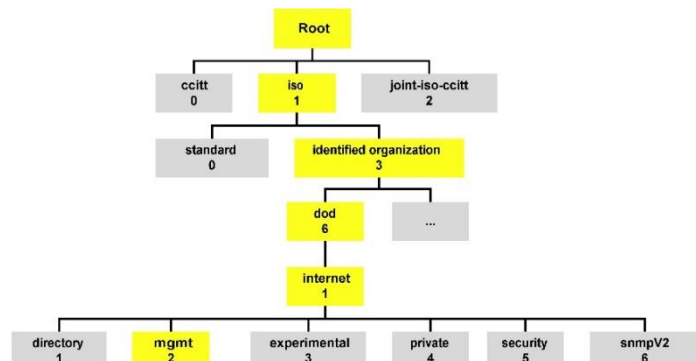 Root
ccitt
0
iso
1
joint-iso-ccitt
2
standard
0
identified organization
3
dod
6
...
internet
1
directory
1
mgmt
2
experimental
3
private
4
security
5
snmpV2
6